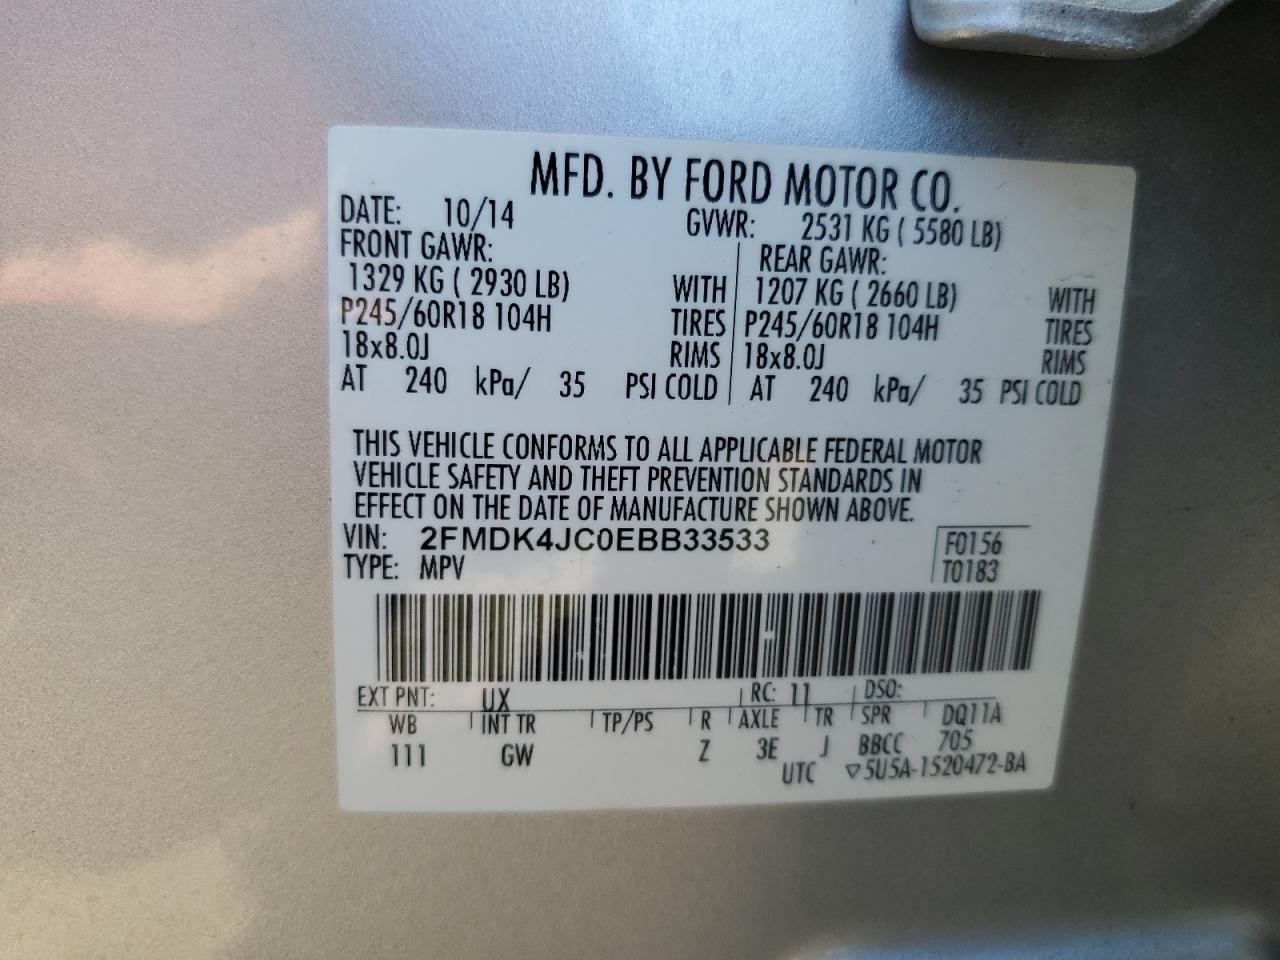 MFD. BY FORD MOTOR CO.
DATE: 10/14 GVWR: 2531 KG ( 5580 LB)
FRONT GAWR: REAR GAWR:
1329 KG ( 2930 LB) WITH 1207 KG ( 2660 LB) WITH
P245/60R18 104H TIRES P245/60R18 104H TIRES
18x8.0J RIMS 18x8.0J RIMS
AT 240 kPa/ 35 PSI COLD AT 240 kPa/ 35 PSI COLD
THIS VEHICLE CONFORMS TO ALL APPLICABLE FEDERAL MOTOR
VEHICLE SAFETY AND THEFT PREVENTION STANDARDS IN
EFFECT ON THE DATE OF MANUFACTURE SHOWN ABOVE.
VIN: 2FMDK4JC0EBB33533 F0156
TYPE: MPV T0183
EXT PNT: UX RC: 11 DSO:
WB INT TR TP/PS R AXLE TR SPR DQ11A
111 GW Z 3E J BBCC 705
UTC ▽5U5A-1520472-BA